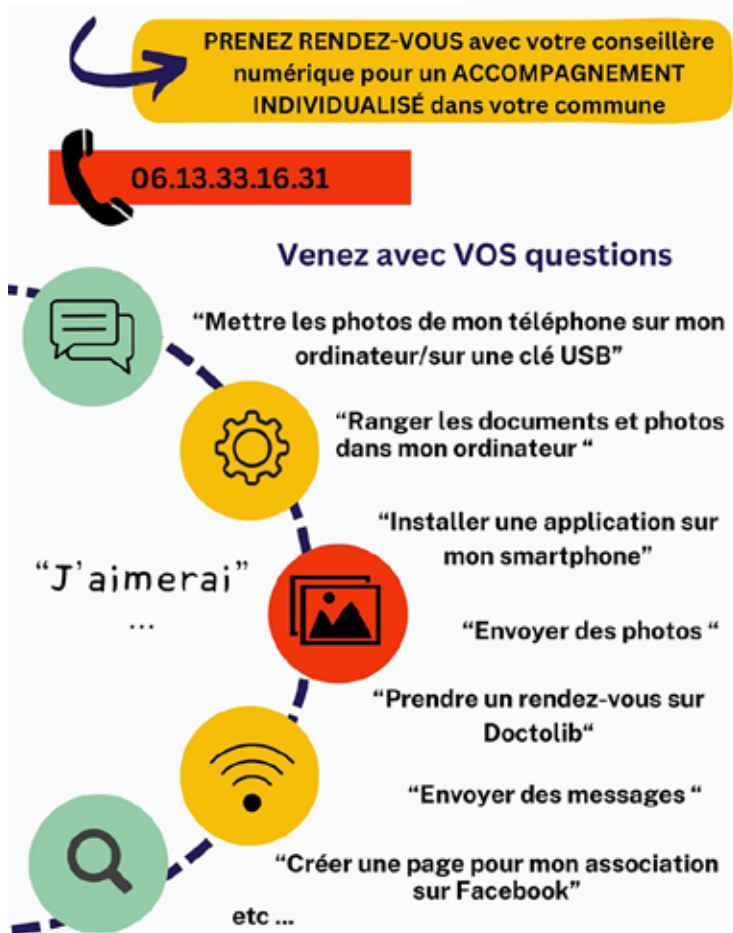 PRENEZ RENDEZ-VOUS avec votre conseillère
numérique pour un ACCOMPAGNEMENT
INDIVIDUALISÉ dans votre commune
06.13.33.16.31
Venez avec VOS questions
“Mettre les photos de mon téléphone sur mon
ordinateur/sur une clé USB”
“Ranger les documents et photos
dans mon ordinateur “
“Installer une application sur
mon smartphone”
“J'aimerai”
...
“Envoyer des photos “
“Prendre un rendez-vous sur
Doctolib“
“Envoyer des messages “
“Créer une page pour mon association
sur Facebook”
etc ...